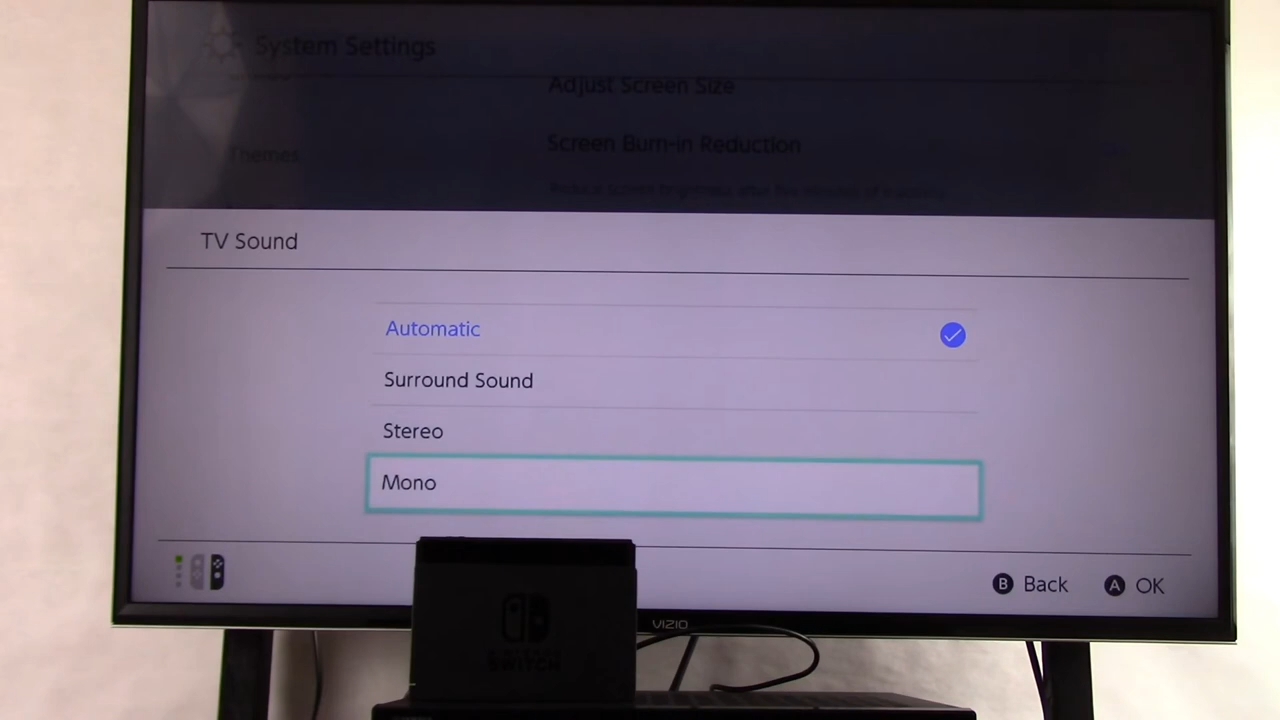 System Settings
Adjust Screen Size
Screen Burn-in Reduction
Themes
TV Sound
Automatic
Surround Sound
Stereo
Mono
B Back A OK
VIZIO
SWITCH